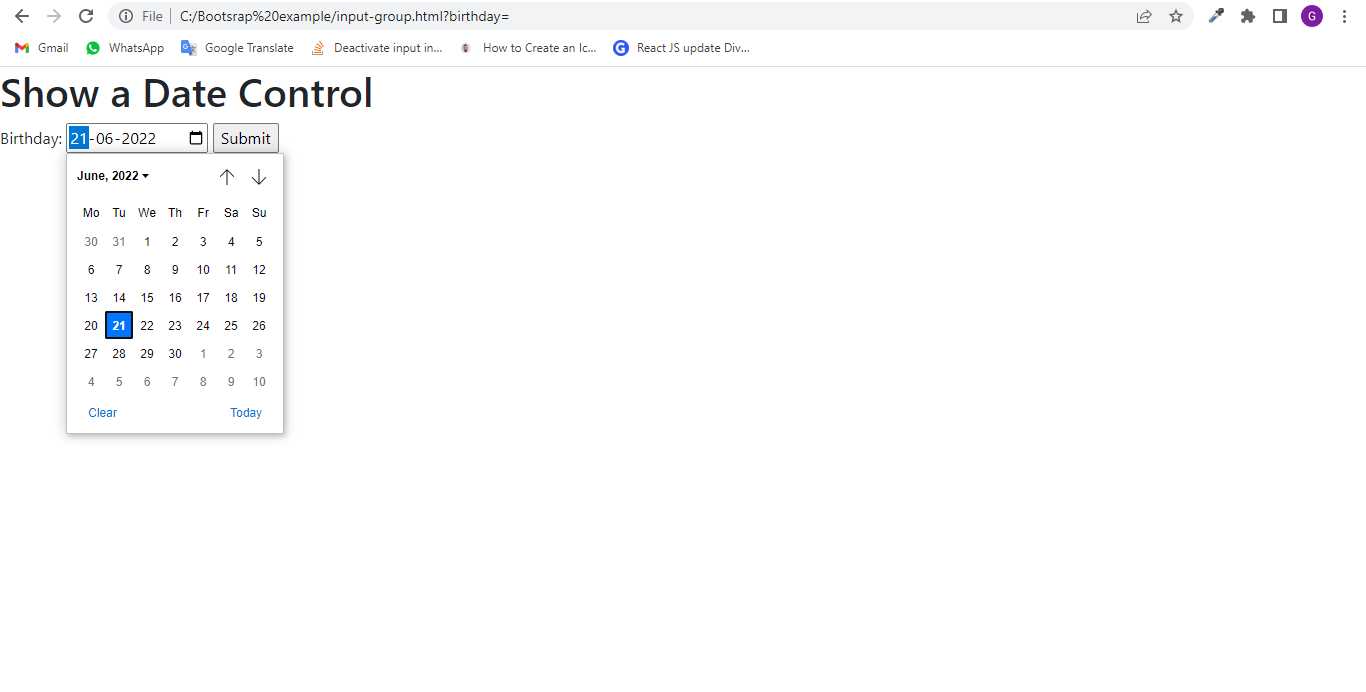 File C:/Bootsrap%20example/input-group.html?birthday= G
Gmail WhatsApp Google Translate Deactivate input in... How to Create an Ic... G React JS update Div...
Show a Date Control
Birthday: 21-06-2022 Submit
June, 2022
Mo Tu We Th Fr Sa Su
30 31 1 2 3 4 5
6 7 8 9 10 11 12
13 14 15 16 17 18 19
20 21 22 23 24 25 26
27 28 29 30 1 2 3
4 5 6 7 8 9 10
Clear Today